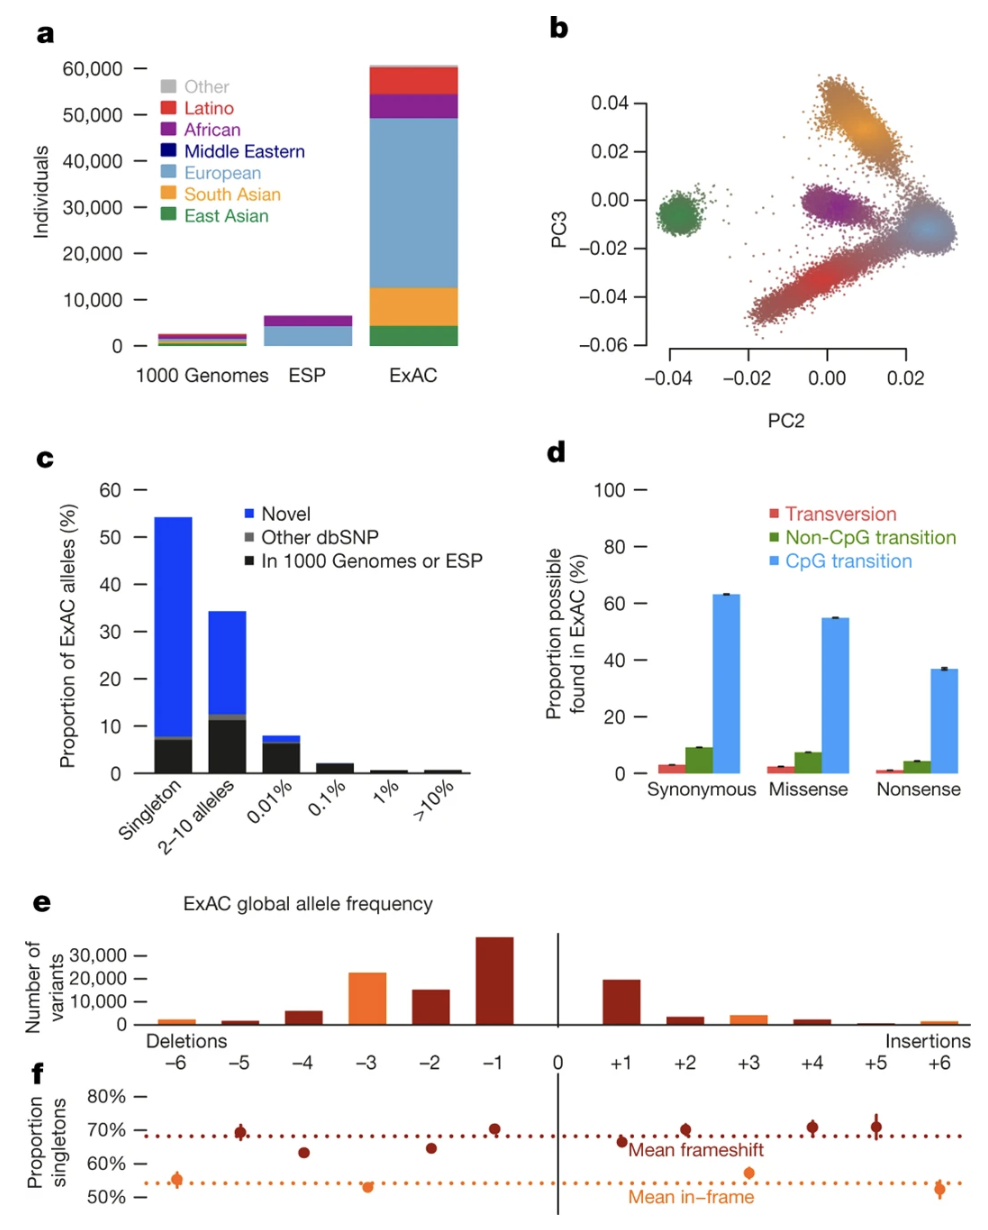 a
60,000
50,000
40,000
30,000
20,000
10,000
0
Individuals
Other
Latino
African
Middle Eastern
European
South Asian
East Asian
1000 Genomes ESP ExAC
b
0.04
0.02
0.00
−0.02
−0.04
−0.06
PC3
−0.04 −0.02 0.00 0.02
PC2
c
60
50
40
30
20
10
0
Proportion of ExAC alleles (%)
Novel
Other dbSNP
In 1000 Genomes or ESP
Singleton
2–10 alleles
0.01%
0.1%
1%
>10%
d
100
80
60
40
20
0
Proportion possible
found in ExAC (%)
Transversion
Non-CpG transition
CpG transition
Synonymous Missense Nonsense
e
ExAC global allele frequency
Number of
variants
30,000
20,000
10,000
0
Deletions Insertions
−6 −5 −4 −3 −2 −1 0 +1 +2 +3 +4 +5 +6
f
Proportion
singletons
80%
70%
60%
50%
Mean frameshift
Mean in−frame